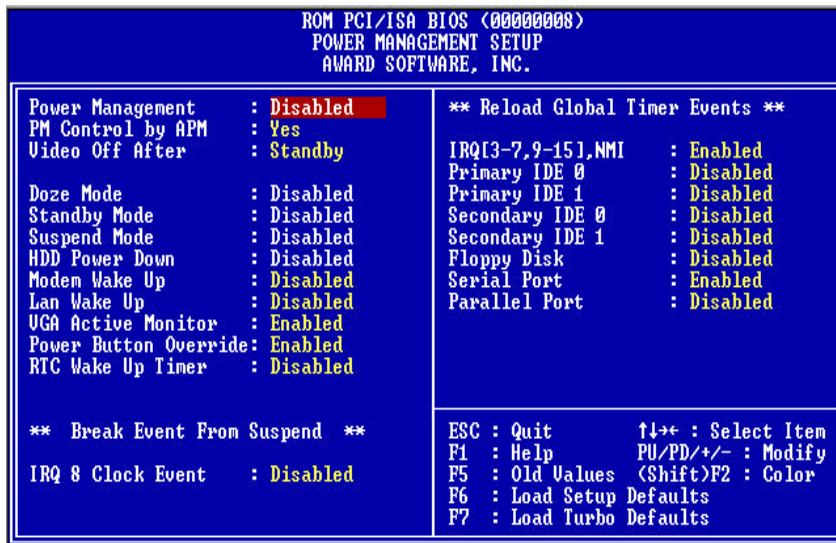 ROM PCI/ISA BIOS (00000008)
POWER MANAGEMENT SETUP
AWARD SOFTWARE, INC.
Power Management : Disabled
PM Control by APM : Yes
Video Off After : Standby
Doze Mode : Disabled
Standby Mode : Disabled
Suspend Mode : Disabled
HDD Power Down : Disabled
Modem Wake Up : Disabled
Lan Wake Up : Disabled
VGA Active Monitor : Enabled
Power Button Override: Enabled
RTC Wake Up Timer : Disabled
** Break Event From Suspend **
IRQ 8 Clock Event : Disabled
** Reload Global Timer Events **
IRQ[3-7,9-15],NMI : Enabled
Primary IDE 0 : Disabled
Primary IDE 1 : Disabled
Secondary IDE 0 : Disabled
Secondary IDE 1 : Disabled
Floppy Disk : Disabled
Serial Port : Enabled
Parallel Port : Disabled
ESC : Quit ↑↓→← : Select Item
F1 : Help PU/PD/+/- : Modify
F5 : Old Values (Shift)F2 : Color
F6 : Load Setup Defaults
F7 : Load Turbo Defaults